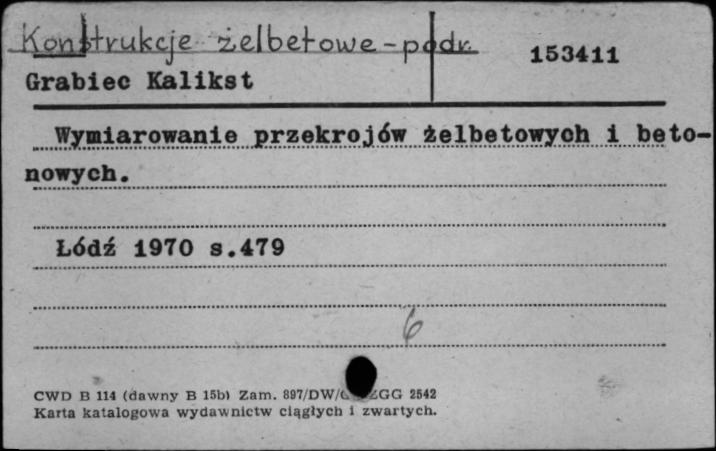 Konstrukcje żelbetowe - podr.
153411
Grabiec Kalikst
Wymiarowanie przekrojów żelbetowych i beto-
nowych.
Łódź 1970 s.479
6
CWD B 114 (dawny B 15b) Zam. 897/DW/ ZGG 2542
Karta katalogowa wydawnictw ciągłych i zwartych.